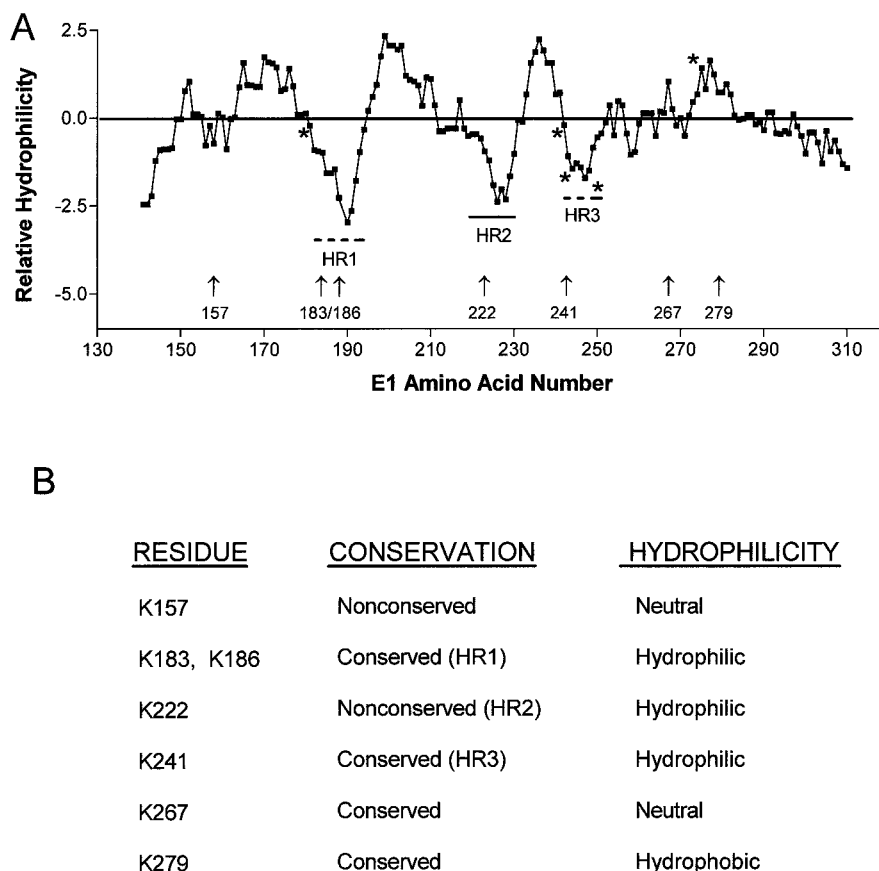 A
2.5
0.0
-2.5
-5.0
Relative Hydrophilicity
*
*
*
*
*
HR1
HR2
HR3
157
183/186
222
241
267
279
130 150 170 190 210 230 250 270 290 310
E1 Amino Acid Number
B
RESIDUE CONSERVATION HYDROPHILICITY
K157 Nonconserved Neutral
K183, K186 Conserved (HR1) Hydrophilic
K222 Nonconserved (HR2) Hydrophilic
K241 Conserved (HR3) Hydrophilic
K267 Conserved Neutral
K279 Conserved Hydrophobic